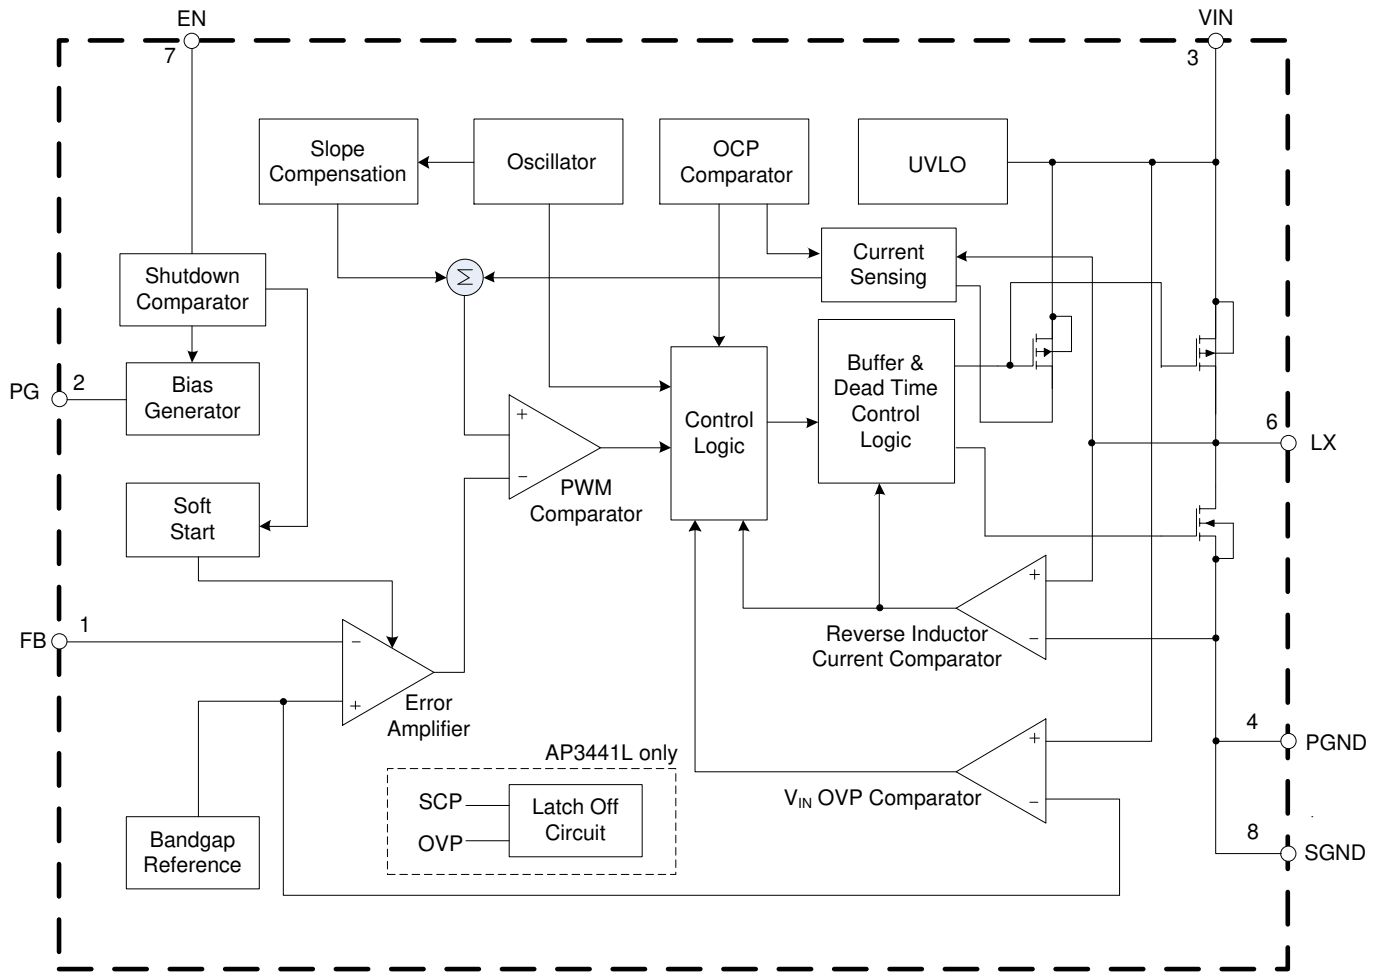 EN
VIN
7
3
Slope
Compensation
Oscillator
OCP
Comparator
UVLO
Shutdown
Comparator
Σ
Current
Sensing
PG
2
Bias
Generator
Buffer &
Dead Time
Control
Logic
Control
Logic
+
−
PWM
Comparator
6
LX
Soft
Start
FB
1
−
+
Error
Amplifier
+
−
Reverse Inductor
Current Comparator
4
PGND
AP3441L only
SCP
OVP
Latch Off
Circuit
+
−
VIN OVP Comparator
8
SGND
Bandgap
Reference